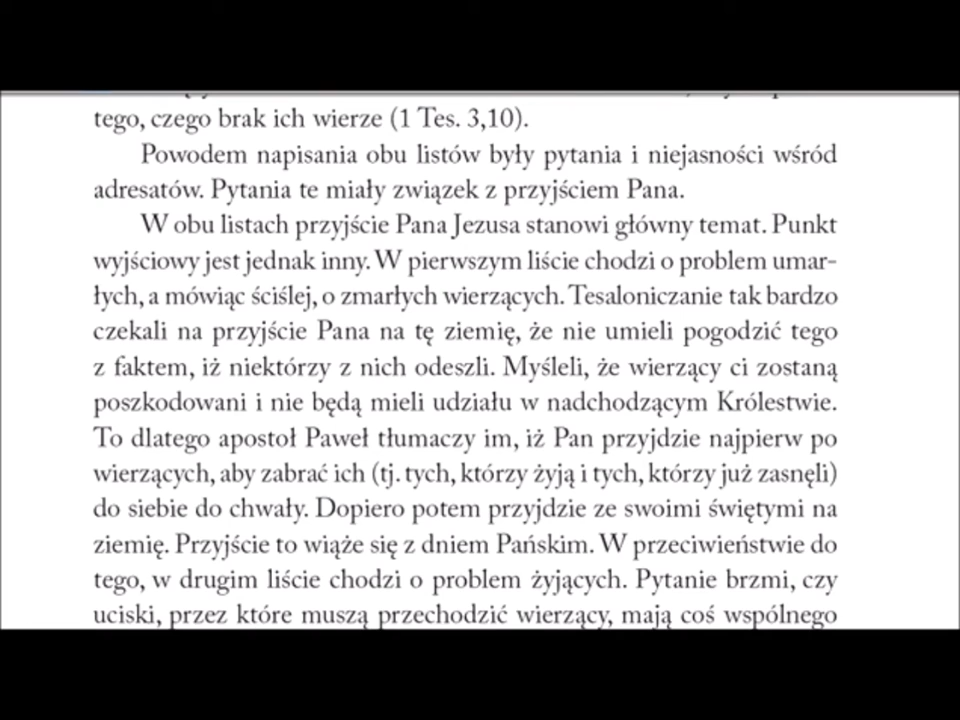 tego, czego brak ich wierze (1 Tes. 3,10).
Powodem napisania obu listów były pytania i niejasności wśród
adresatów. Pytania te miały związek z przyjściem Pana.
W obu listach przyjście Pana Jezusa stanowi główny temat. Punkt
wyjściowy jest jednak inny. W pierwszym liście chodzi o problem umar-
łych, a mówiąc ściślej, o zmarłych wierzących. Tesaloniczanie tak bardzo
czekali na przyjście Pana na tę ziemię, że nie umieli pogodzić tego
z faktem, iż niektórzy z nich odeszli. Myśleli, że wierzący ci zostaną
poszkodowani i nie będą mieli udziału w nadchodzącym Królestwie.
To dlatego apostoł Paweł tłumaczy im, iż Pan przyjdzie najpierw po
wierzących, aby zabrać ich (tj. tych, którzy żyją i tych, którzy już zasnęli)
do siebie do chwały. Dopiero potem przyjdzie ze swoimi świętymi na
ziemię. Przyjście to wiąże się z dniem Pańskim. W przeciwieństwie do
tego, w drugim liście chodzi o problem żyjących. Pytanie brzmi, czy
uciski, przez które muszą przechodzić wierzący, mają coś wspólnego